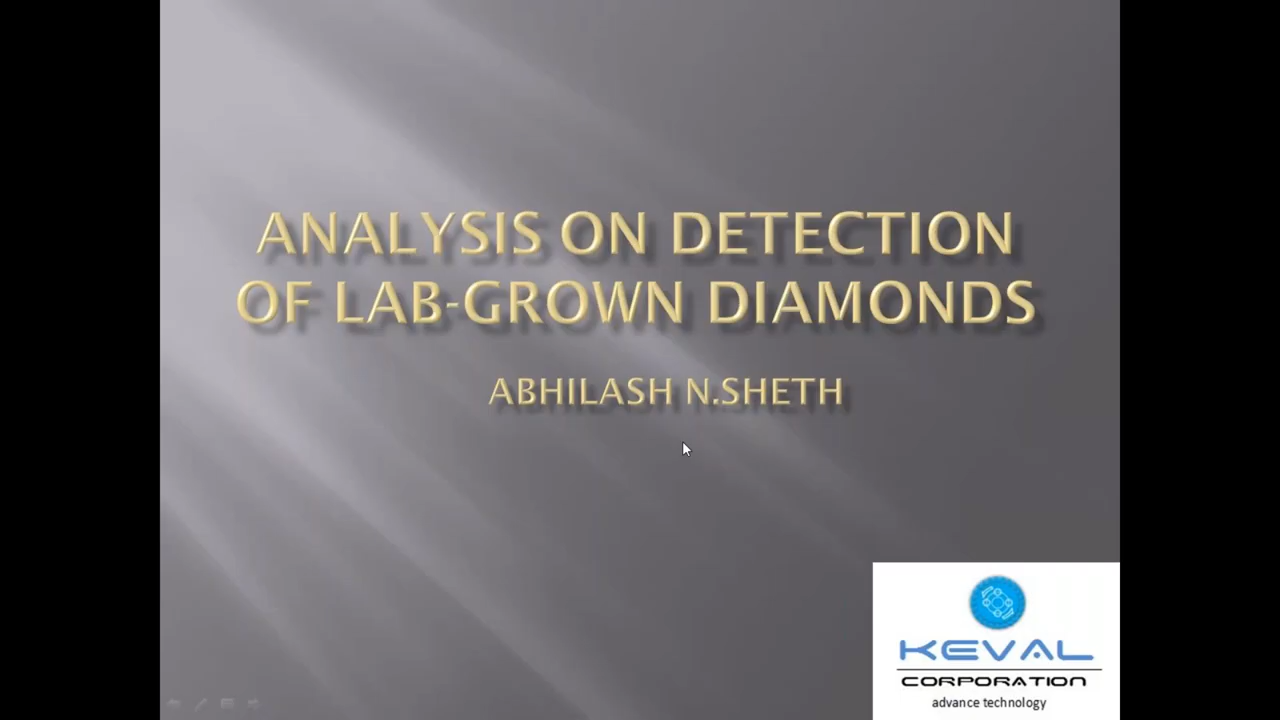 ANALYSIS ON DETECTION
OF LAB-GROWN DIAMONDS
ABHILASH N.SHETH
KEVAL
CORPORATION
advance technology